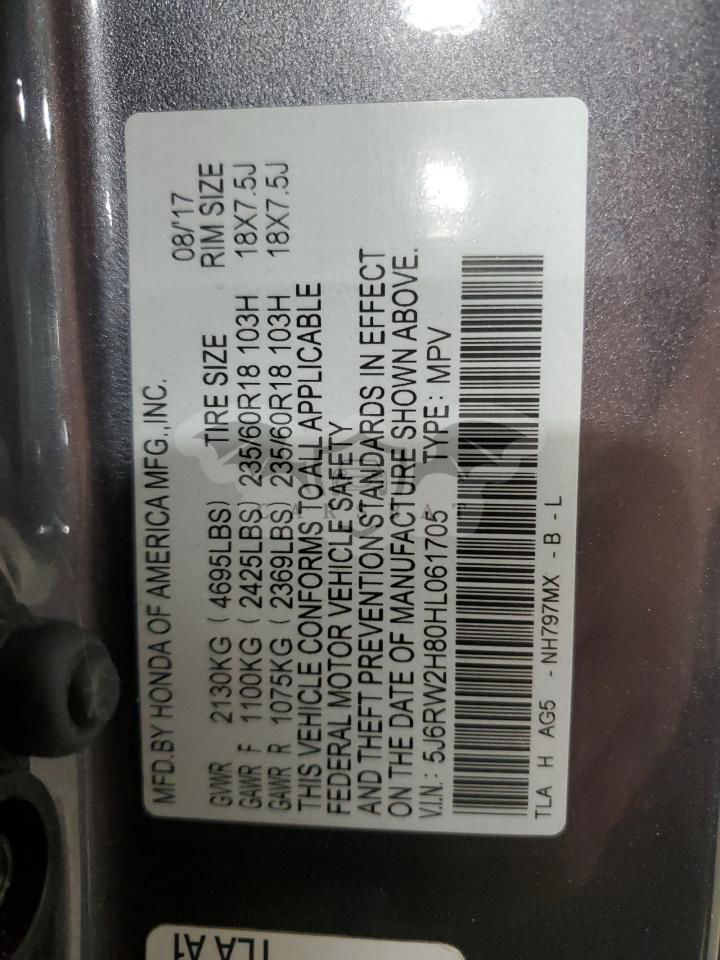 MFD.BY HONDA OF AMERICA MFG.,INC. 08/'17
GVWR 2130KG ( 4695LBS) TIRE SIZE RIM SIZE
GAWR F 1100KG ( 2425LBS) 235/60R18 103H 18X7.5J
GAWR R 1075KG ( 2369LBS) 235/60R18 103H 18X7.5J
THIS VEHICLE CONFORMS TO ALL APPLICABLE
FEDERAL MOTOR VEHICLE SAFETY
AND THEFT PREVENTION STANDARDS IN EFFECT
ON THE DATE OF MANUFACTURE SHOWN ABOVE.
V.I.N.: 5J6RW2H80HL061705 TYPE: MPV
TLA H AG5 - NH797MX - B - L
TLA A1